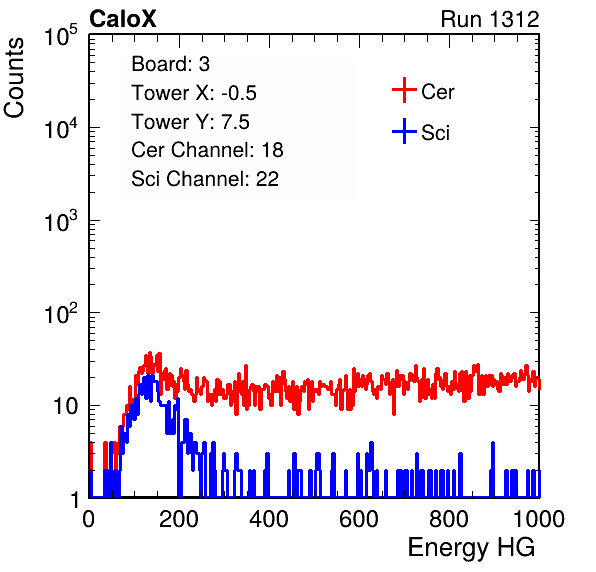 CaloX Run 1312
Counts
Board: 3
Tower X: -0.5
Tower Y: 7.5
Cer Channel: 18
Sci Channel: 22
Cer
Sci
10^5
10^4
10^3
10^2
10
1
0 200 400 600 800 1000
Energy HG